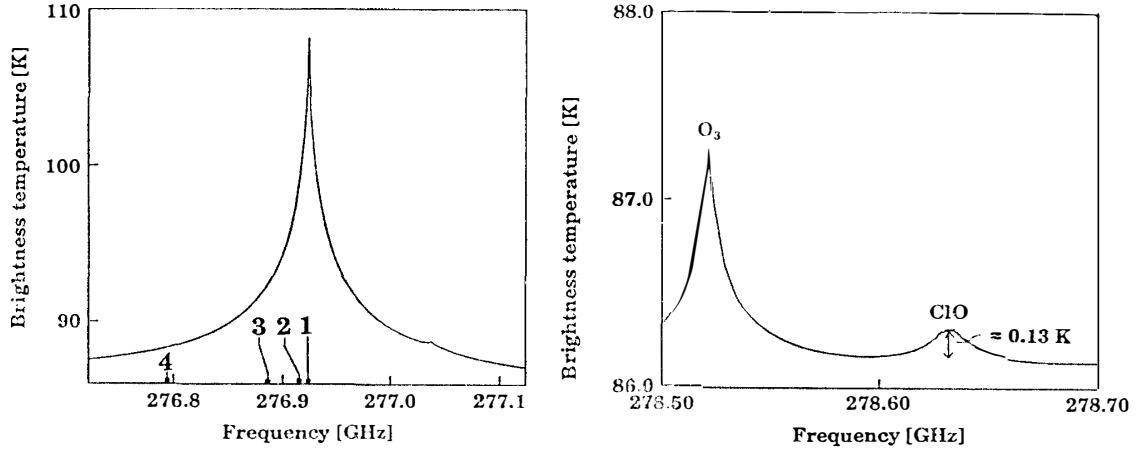 110
100
90
Brightness temperature [K]
4
3 2 1
276.8 276.9 277.0 277.1
Frequency [GHz]
88.0
87.0
86.9
Brightness temperature [K]
O₃
ClO
≈ 0.13 K
278.50 278.60 278.70
Frequency [GHz]